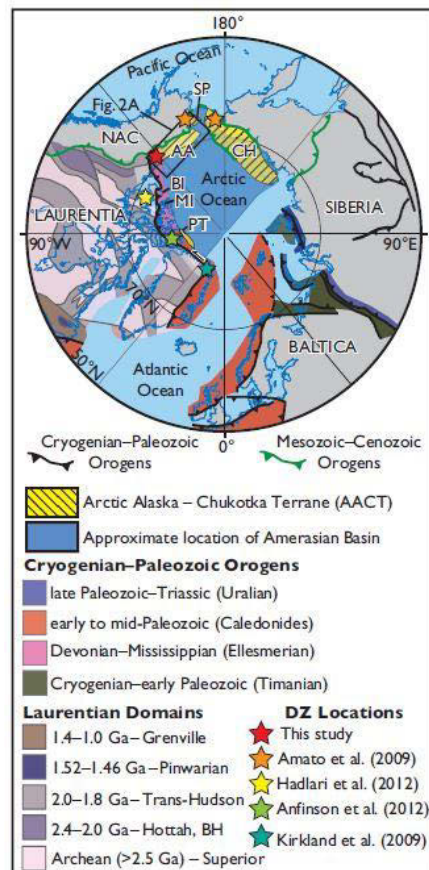 180°
Pacific Ocean
SP
Fig. 2A
NAC
AA
CH
BI
MI
Arctic
Ocean
LAURENTIA
SIBERIA
PT
90°W
90°E
70°N
50°N
BALTICA
Atlantic
Ocean
0°
Cryogenian–Paleozoic
Orogens
Mesozoic–Cenozoic
Orogens
Arctic Alaska – Chukotka Terrane (AACT)
Approximate location of Amerasian Basin
Cryogenian–Paleozoic Orogens
late Paleozoic–Triassic (Uralian)
early to mid-Paleozoic (Caledonides)
Devonian–Mississippian (Ellesmerian)
Cryogenian–early Paleozoic (Timanian)
Laurentian Domains
1.4–1.0 Ga–Grenville
1.52–1.46 Ga–Pinwarian
2.0–1.8 Ga–Trans-Hudson
2.4–2.0 Ga–Hottah, BH
Archean (>2.5 Ga) – Superior
DZ Locations
This study
Amato et al. (2009)
Hadlari et al. (2012)
Anfinson et al. (2012)
Kirkland et al. (2009)